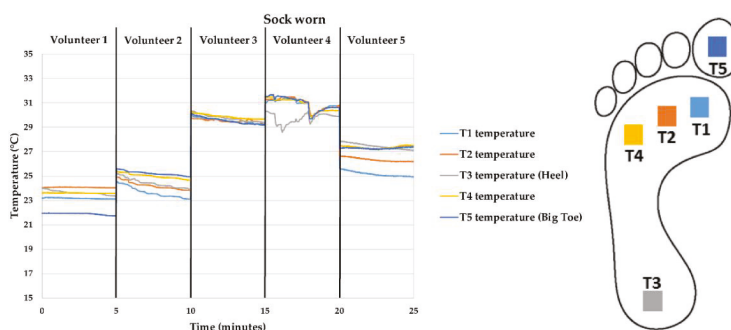 Sock worn
Volunteer 1 Volunteer 2 Volunteer 3 Volunteer 4 Volunteer 5
35
33
31
29
27
25
23
21
19
17
15
Temperature (°C)
0 5 10 15 20 25
Time (minutes)
T1 temperature
T2 temperature
T3 temperature (Heel)
T4 temperature
T5 temperature (Big Toe)
T5
T1
T2
T4
T3